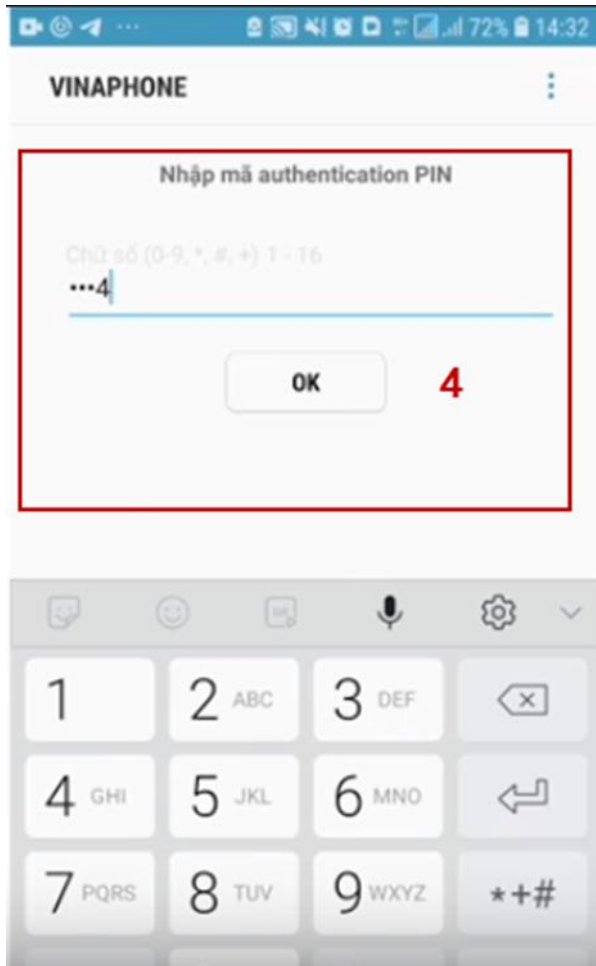 72% 14:32
VINAPHONE
Nhập mã authentication PIN
Chữ số (0-9, *, #, +) 1 - 16
•••4
OK
4
1
2 ABC
3 DEF
4 GHI
5 JKL
6 MNO
7 PQRS
8 TUV
9 WXYZ
*+#